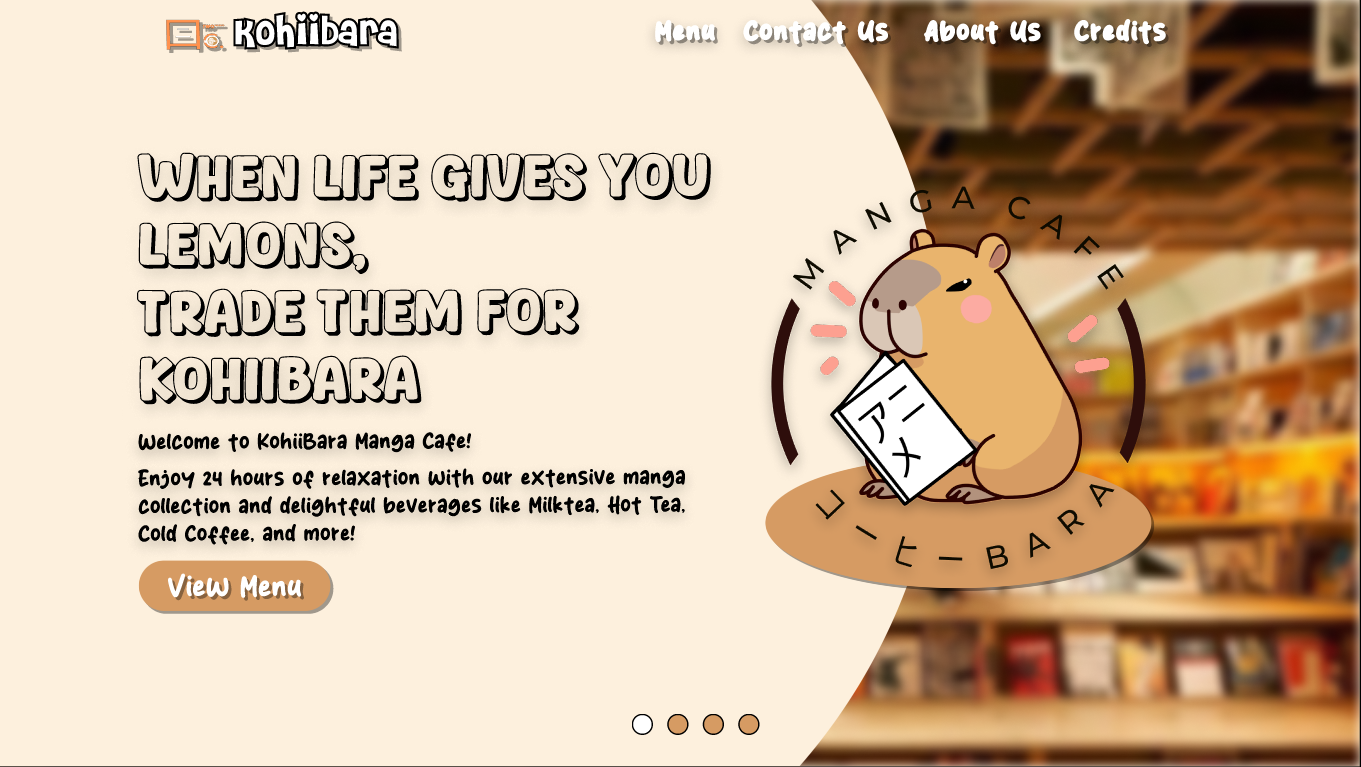 Kohiibara
Menu Contact Us About Us Credits
WHEN LIFE GIVES YOU
LEMONS,
TRADE THEM FOR
KOHIIBARA
Welcome to KohiiBara Manga Cafe!
Enjoy 24 hours of relaxation with our extensive manga
collection and delightful beverages like Milktea, Hot Tea,
Cold Coffee, and more!
View Menu
MANGA CAFE
アニメ
コーヒーBARA